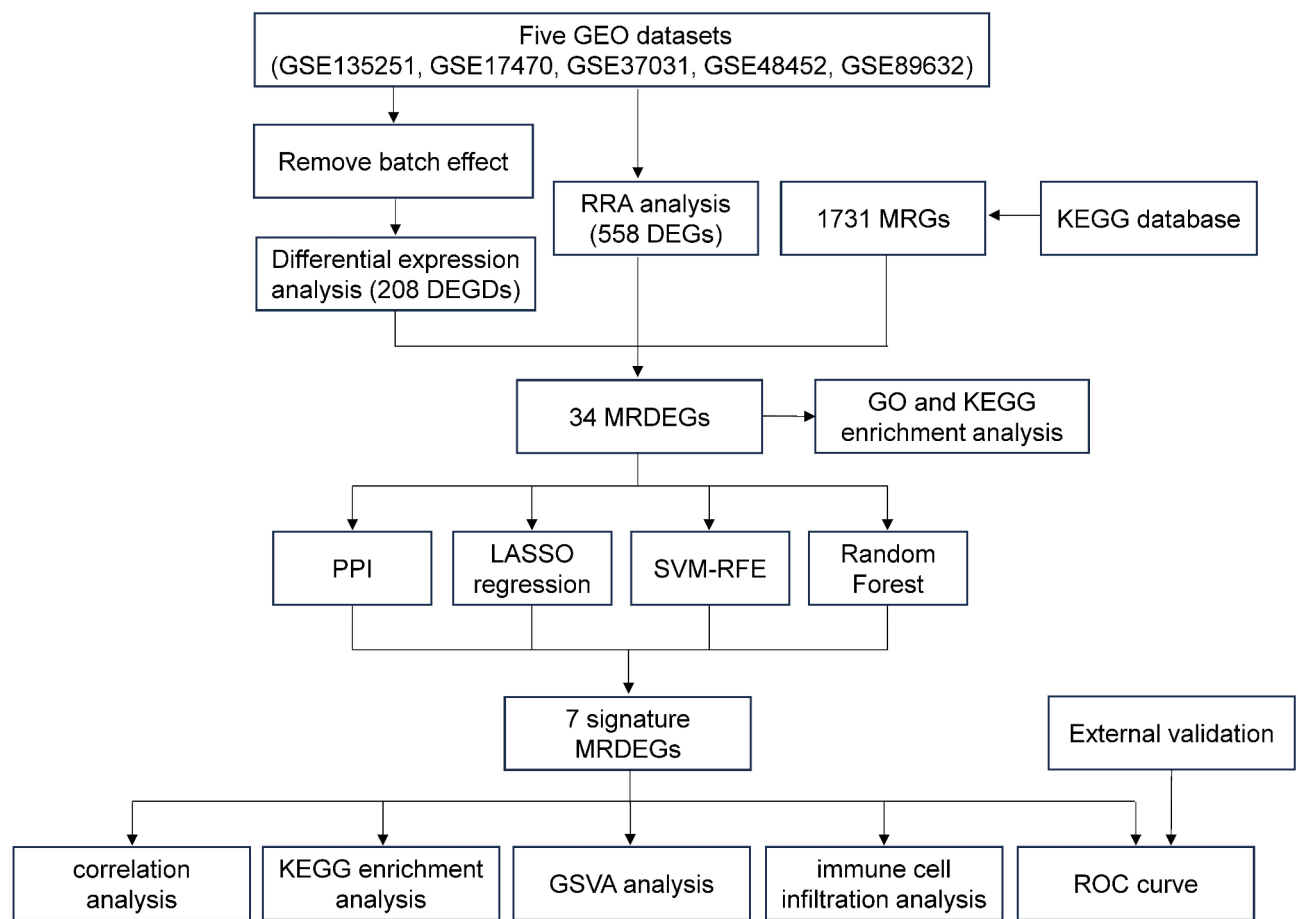 Five GEO datasets
(GSE135251, GSE17470, GSE37031, GSE48452, GSE89632)
Remove batch effect
RRA analysis
(558 DEGs)
1731 MRGs
KEGG database
Differential expression
analysis (208 DEGDs)
34 MRDEGs
GO and KEGG
enrichment analysis
PPI
LASSO
regression
SVM-RFE
Random
Forest
7 signature
MRDEGs
External validation
correlation
analysis
KEGG enrichment
analysis
GSVA analysis
immune cell
infiltration analysis
ROC curve